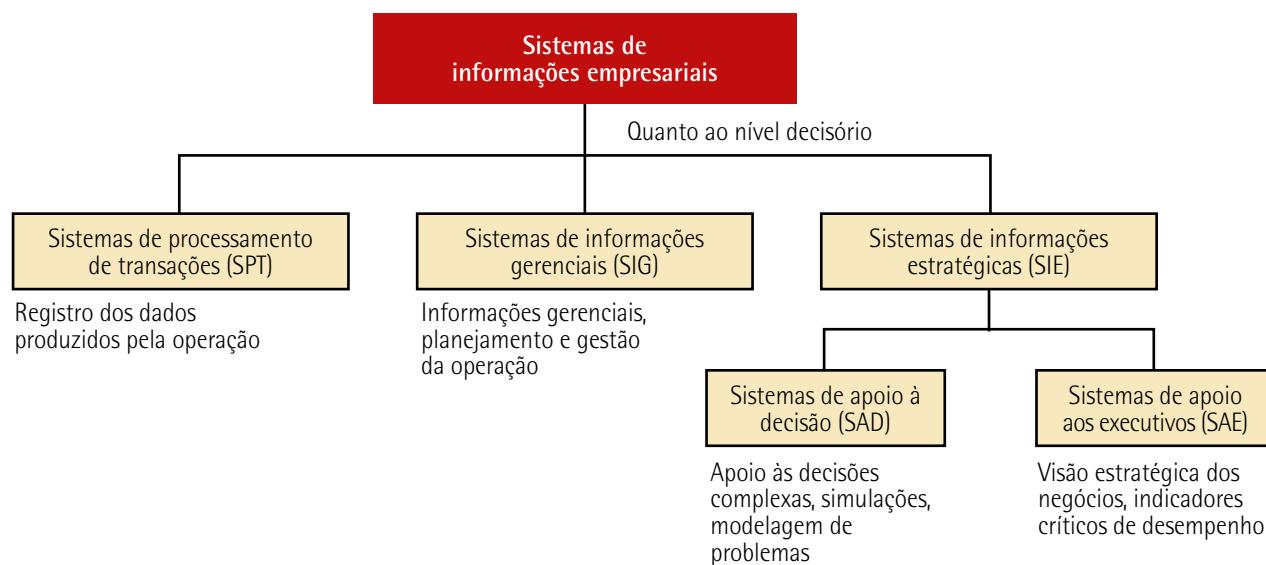 Sistemas de
informações empresariais
Quanto ao nível decisório
Sistemas de processamento
de transações (SPT)
Registro dos dados
produzidos pela operação
Sistemas de informações
gerenciais (SIG)
Informações gerenciais,
planejamento e gestão
da operação
Sistemas de informações
estratégicas (SIE)
Sistemas de apoio à
decisão (SAD)
Apoio às decisões
complexas, simulações,
modelagem de
problemas
Sistemas de apoio
aos executivos (SAE)
Visão estratégica dos
negócios, indicadores
críticos de desempenho